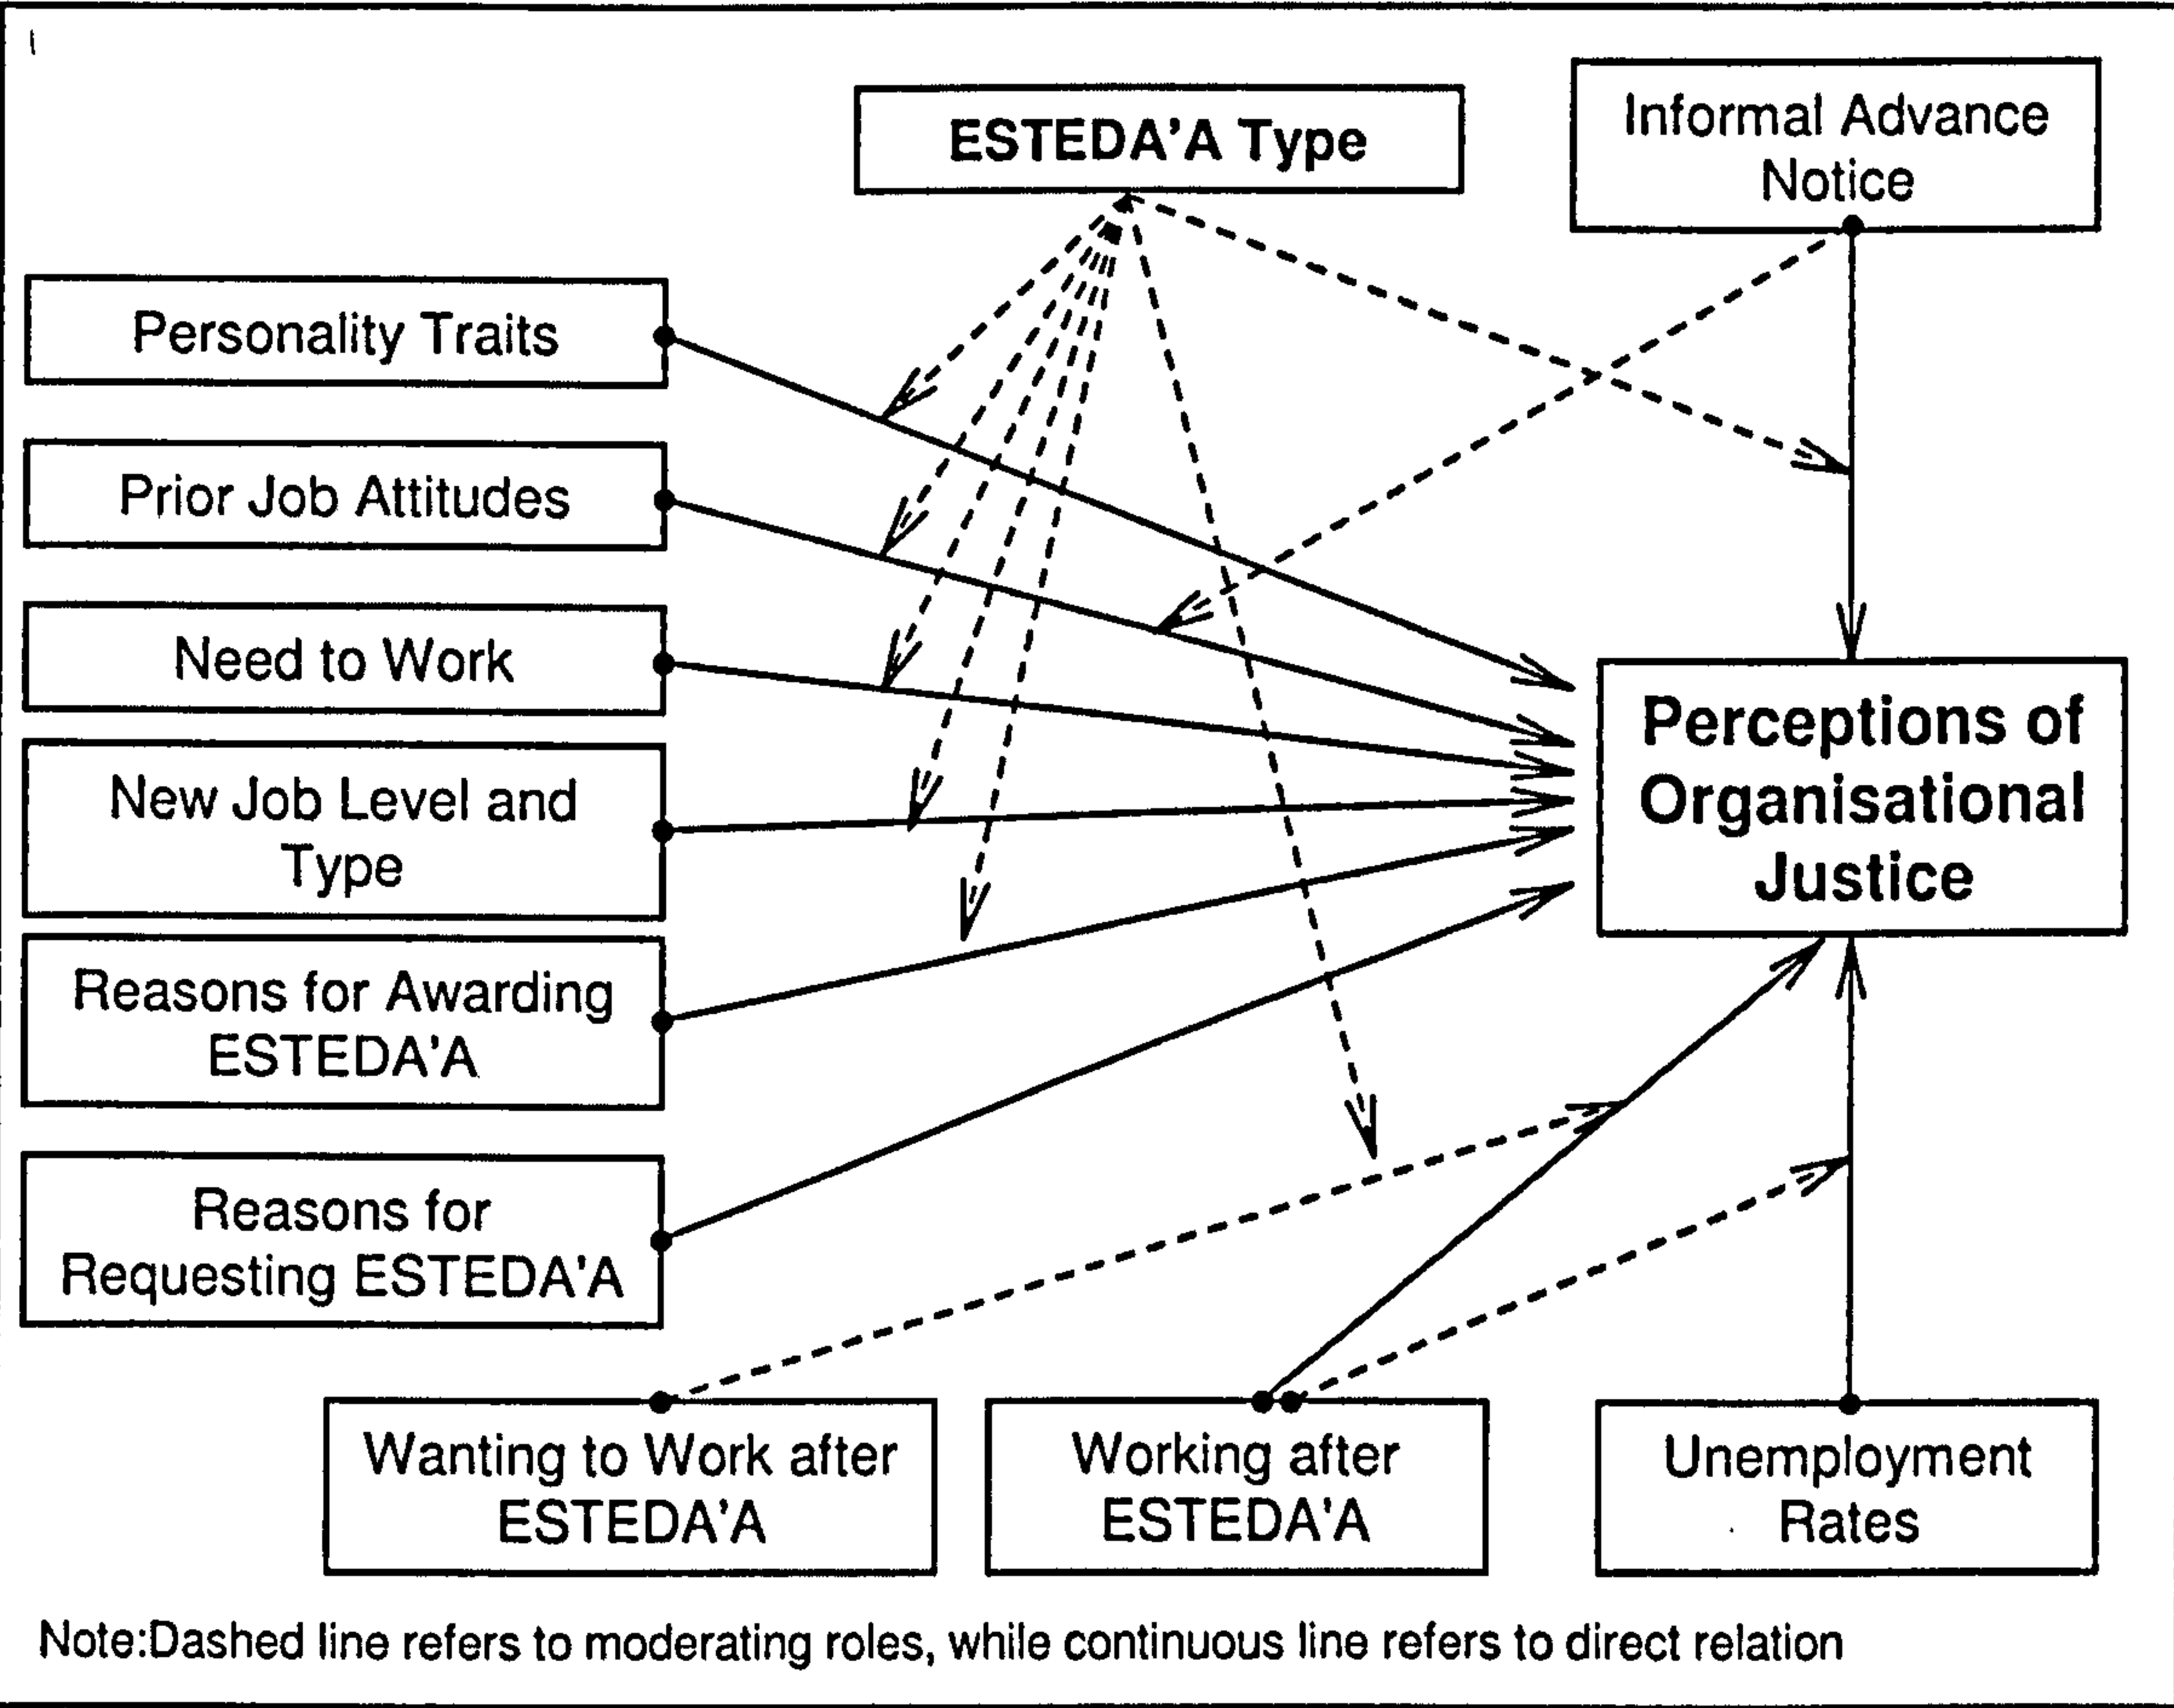 ESTEDA'A Type
Informal Advance
Notice
Personality Traits
Prior Job Attitudes
Need to Work
New Job Level and
Type
Reasons for Awarding
ESTEDA'A
Reasons for
Requesting ESTEDA'A
Perceptions of
Organisational
Justice
Wanting to Work after
ESTEDA'A
Working after
ESTEDA'A
Unemployment
Rates
Note:Dashed line refers to moderating roles, while continuous line refers to direct relation